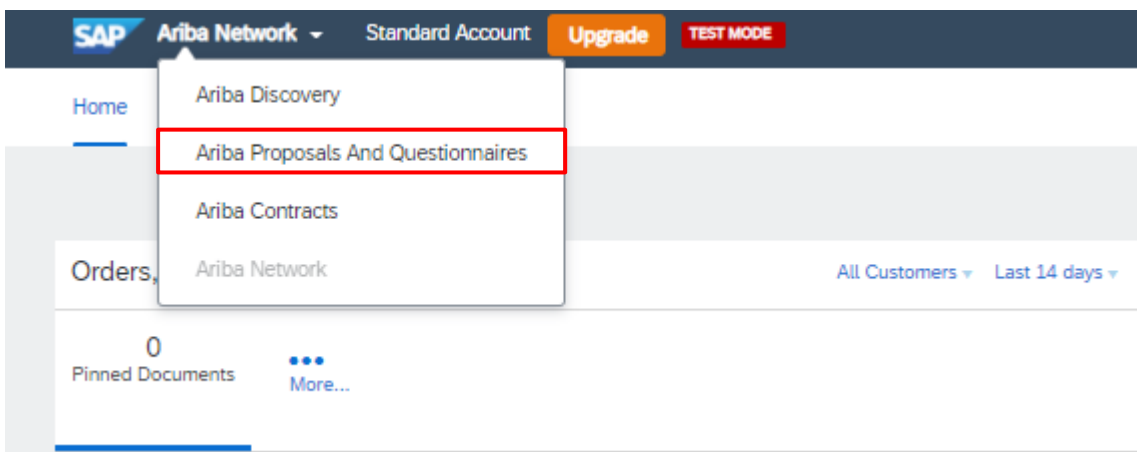 SAP Ariba Network Standard Account Upgrade TEST MODE
Home
Ariba Discovery
Ariba Proposals And Questionnaires
Ariba Contracts
Ariba Network
Orders,
All Customers Last 14 days
0
Pinned Documents
More...